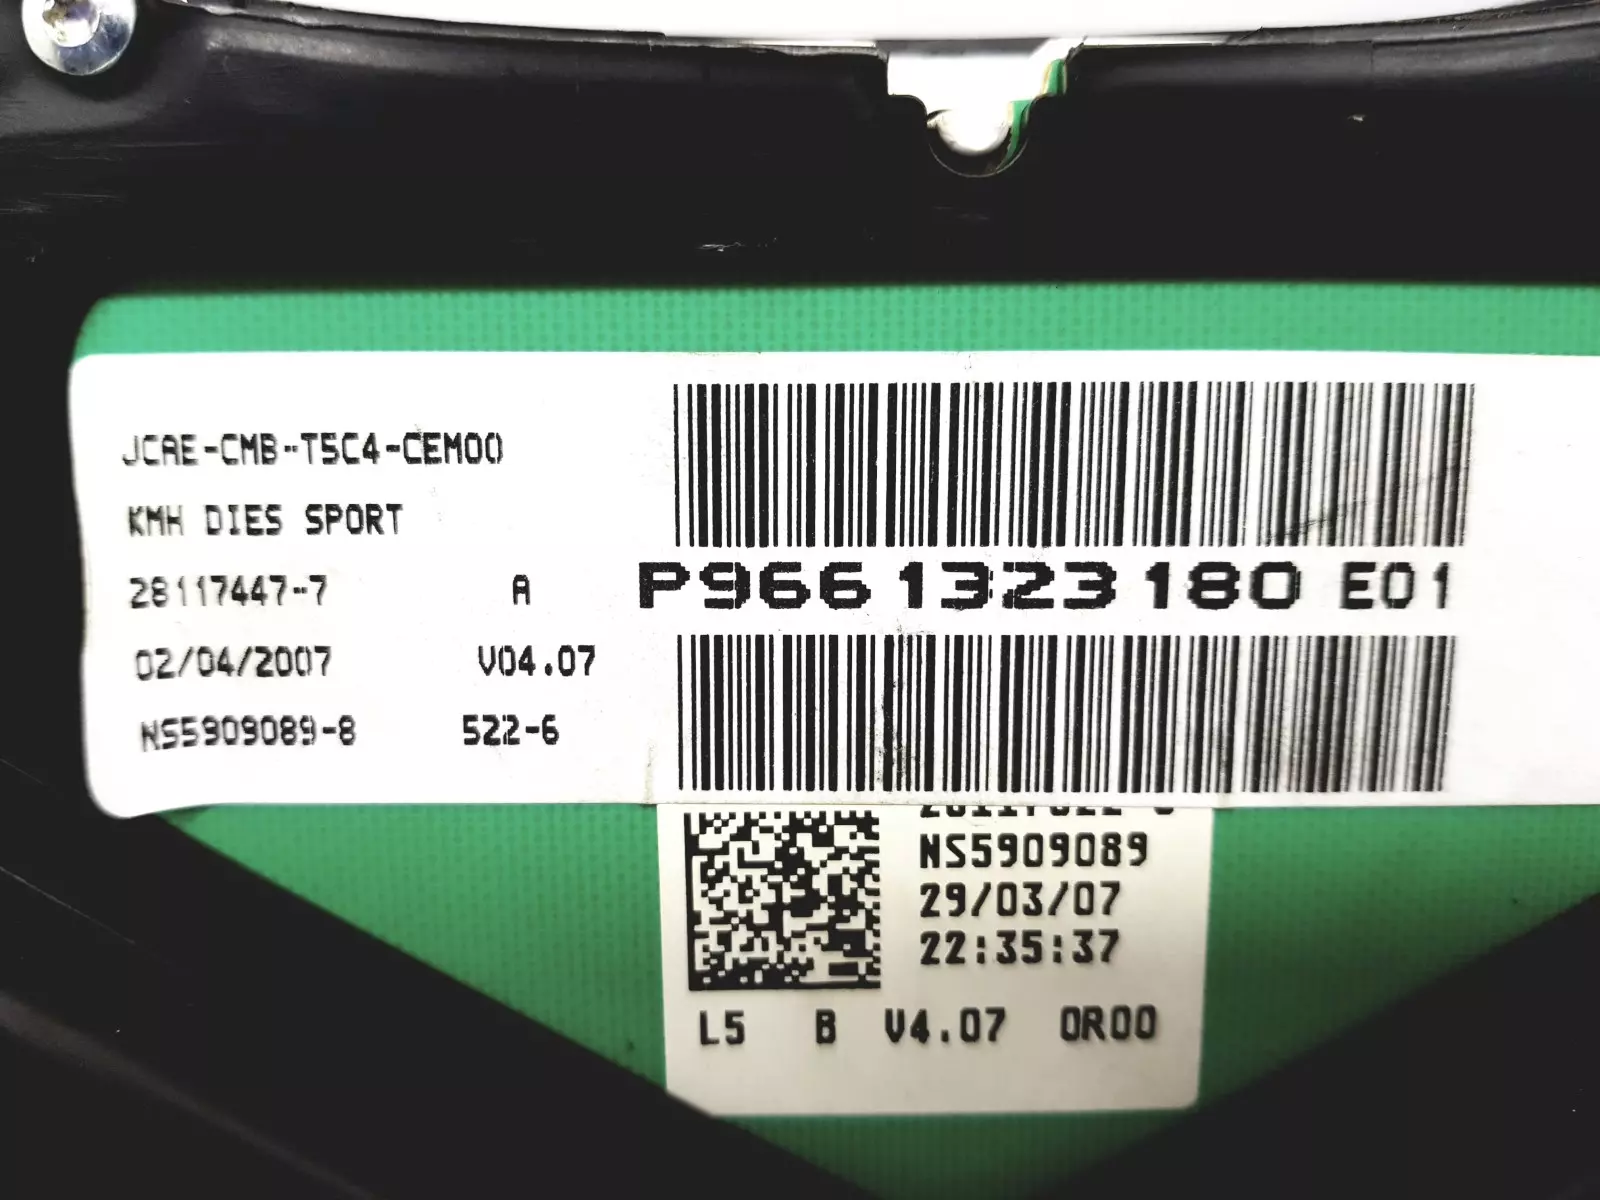 JCAE-CMB-T5C4-CEM00
KMH DIES SPORT
28117447-7 A
P9661323180 E01
02/04/2007 V04.07
NS5909089-8 522-6
NS5909089
29/03/07
22:35:37
L5 B V4.07 0R00